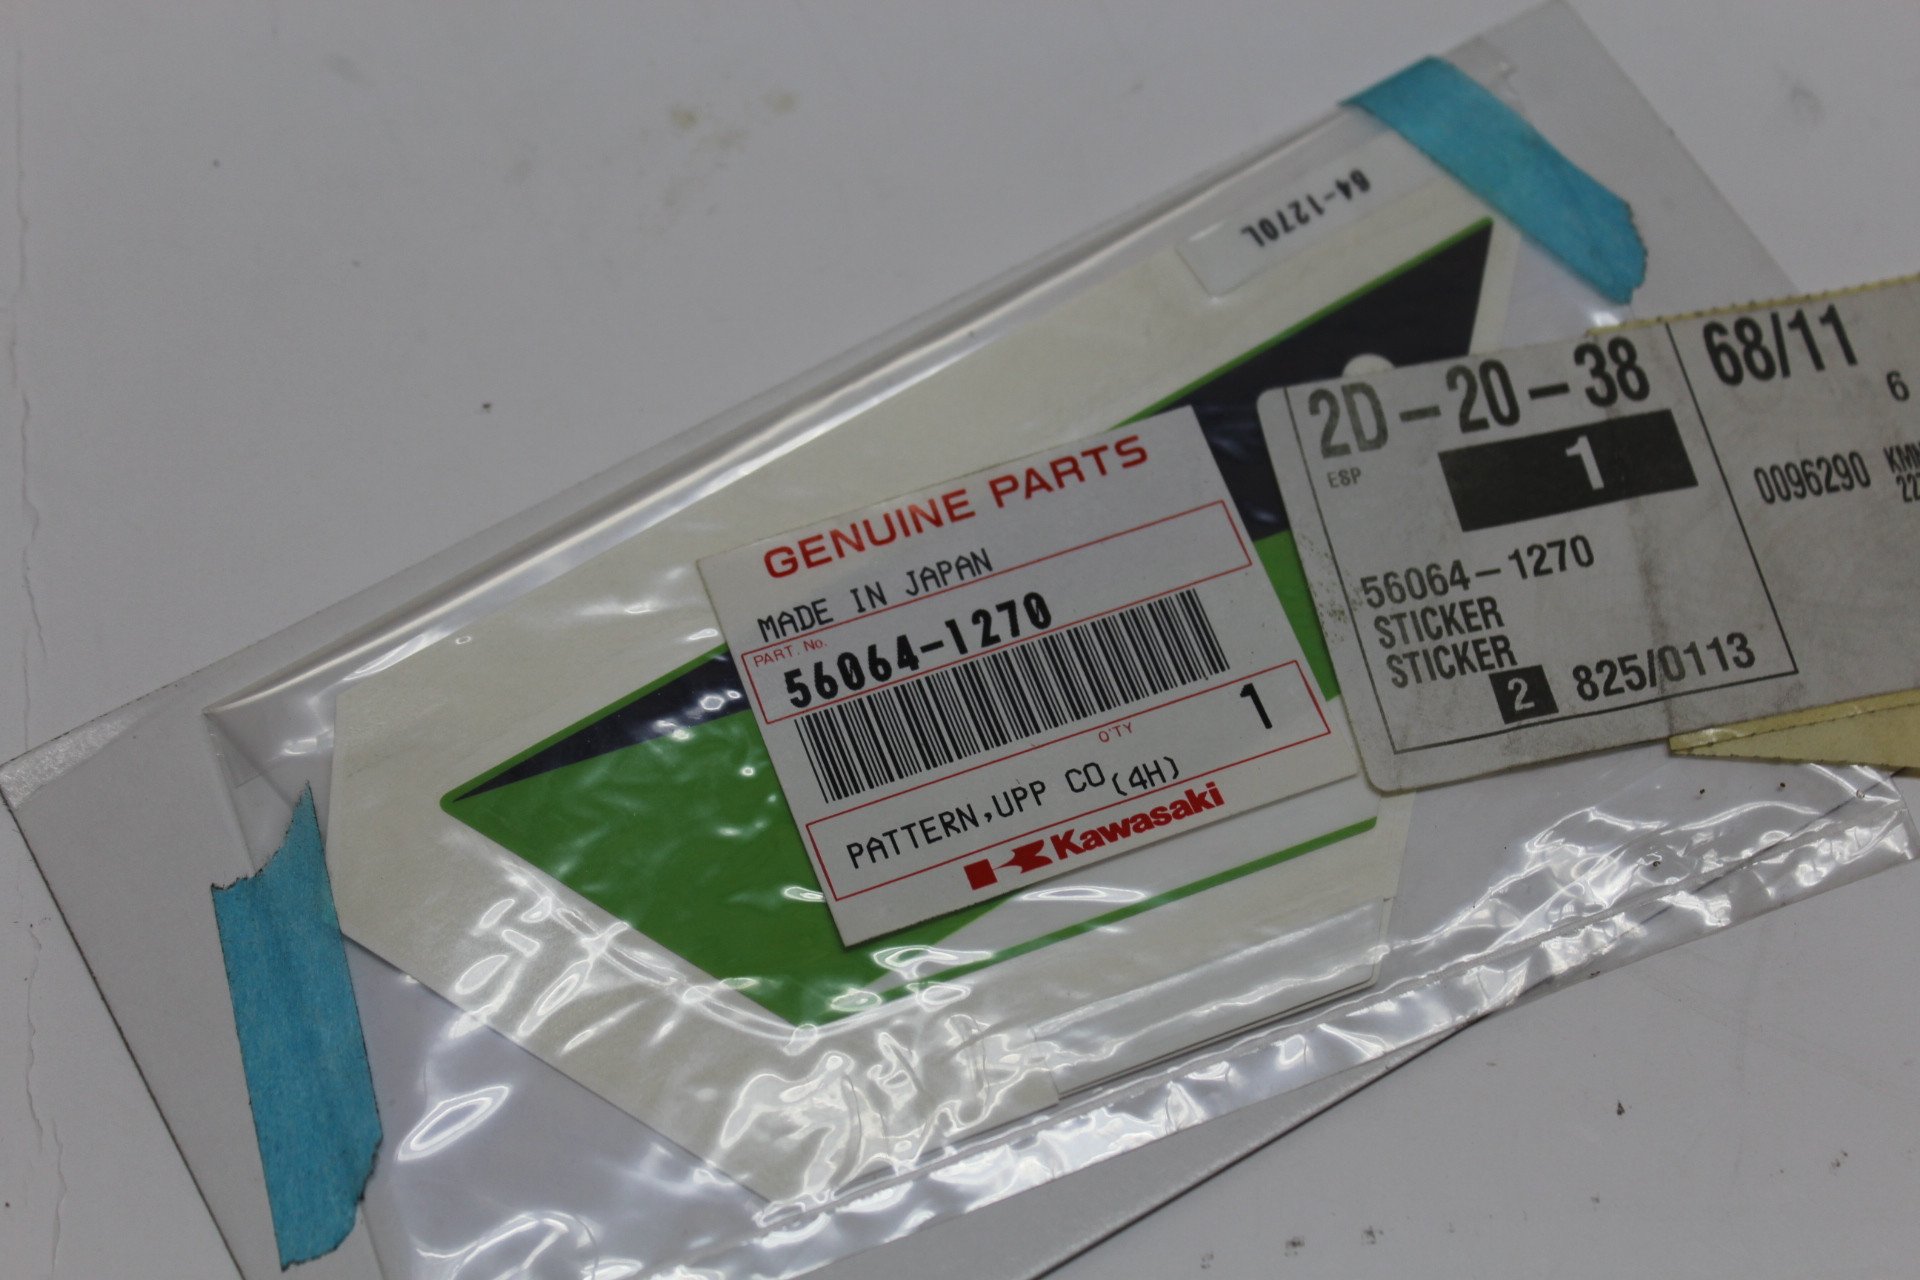 64-1270L
GENUINE PARTS
MADE IN JAPAN
PART. No.
56064-1270
Q'TY
1
PATTERN,UPP CO(4H)
Kawasaki
2D-20-38
ESP
1
56064-1270
STICKER
STICKER
2 825/0113
68/11
6
0096290